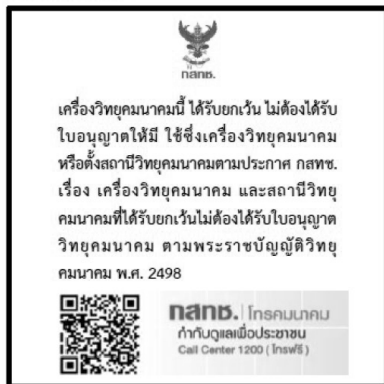 กสทช.
เครื่องวิทยุคมนาคมนี้ ได้รับยกเว้น ไม่ต้องได้รับ
ใบอนุญาตให้มี ใช้ซึ่งเครื่องวิทยุคมนาคม
หรือตั้งสถานีวิทยุคมนาคมตามประกาศ กสทช.
เรื่อง เครื่องวิทยุคมนาคม และสถานีวิทยุ
คมนาคมที่ได้รับยกเว้นไม่ต้องได้รับใบอนุญาต
วิทยุคมนาคม ตามพระราชบัญญัติวิทยุ
คมนาคม พ.ศ. 2498
กสทช. | โทรคมนาคม
กำกับดูแลเพื่อประชาชน
Call Center 1200 ( โทรฟรี )